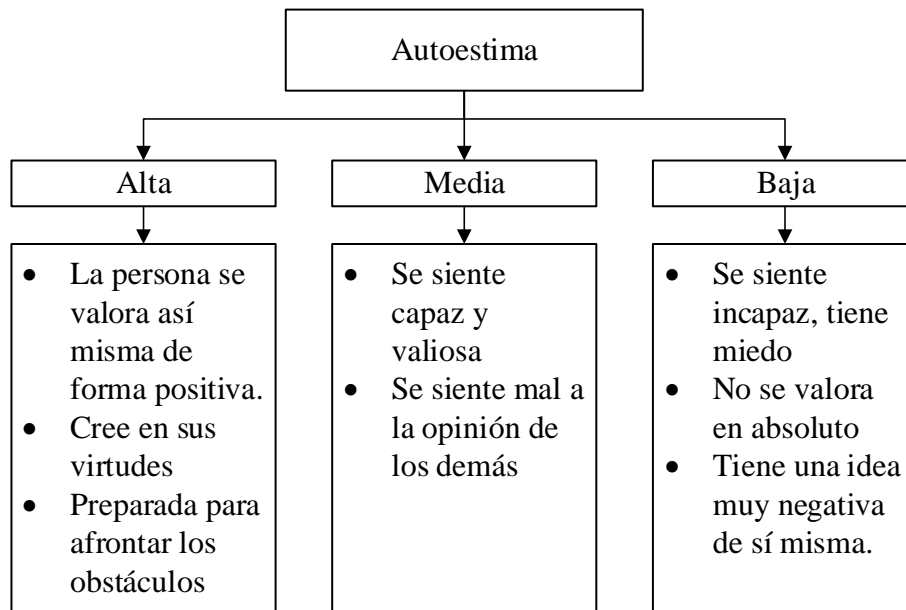 Autoestima
Alta
Media
Baja
• La persona se
valora así
misma de
forma positiva.
• Cree en sus
virtudes
• Preparada para
afrontar los
obstáculos
• Se siente
capaz y
valiosa
• Se siente mal a
la opinión de
los demás
• Se siente
incapaz, tiene
miedo
• No se valora
en absoluto
• Tiene una idea
muy negativa
de sí misma.